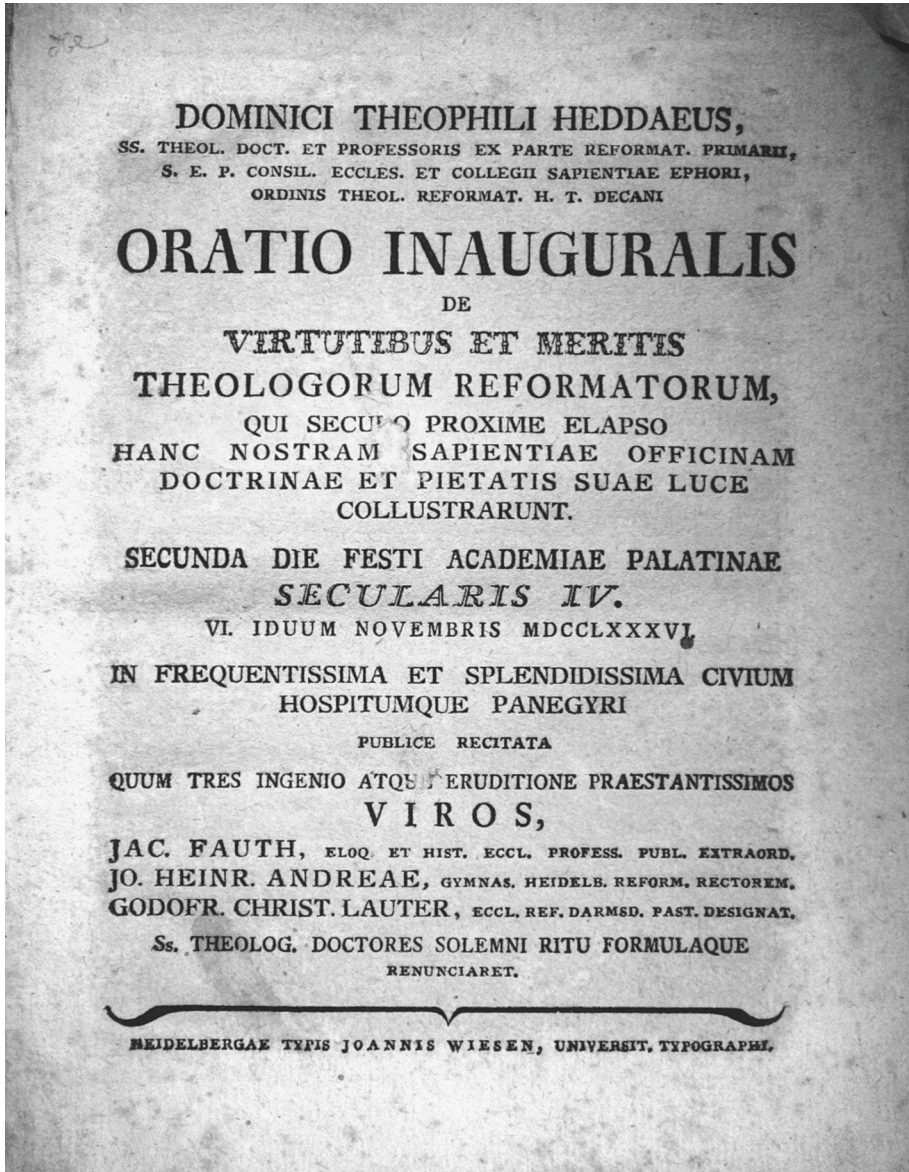 DOMINICI THEOPHILI HEDDAEUS,
SS. THEOL. DOCT. ET PROFESSORIS EX PARTE REFORMAT. PRIMARII,
S. E. P. CONSIL. ECCLES. ET COLLEGII SAPIENTIAE EPHORI,
ORDINIS THEOL. REFORMAT. H. T. DECANI
ORATIO INAUGURALIS
DE
VIRTUTIBUS ET MERITIS
THEOLOGORUM REFORMATORUM,
QUI SECULO PROXIME ELAPSO
HANC NOSTRAM SAPIENTIAE OFFICINAM
DOCTRINAE ET PIETATIS SUAE LUCE
COLLUSTRARUNT.
SECUNDA DIE FESTI ACADEMIAE PALATINAE
SECULARIS IV.
VI. IDUUM NOVEMBRIS MDCCLXXXVI.
IN FREQUENTISSIMA ET SPLENDIDISSIMA CIVIUM
HOSPITUMQUE PANEGYRI
PUBLICE RECITATA
QUUM TRES INGENIO ATQUE ERUDITIONE PRAESTANTISSIMOS
VIROS,
JAC. FAUTH, ELOQ. ET HIST. ECCL. PROFESS. PUBL. EXTRAORD.
JO. HEINR. ANDREAE, GYMNAS. HEIDELB. REFORM. RECTOREM.
GODOFR. CHRIST. LAUTER, ECCL. REF. DARMSD. PAST. DESIGNAT.
Ss. THEOLOG. DOCTORES SOLEMNI RITU FORMULAQUE
RENUNCIARET.
HEIDELBERGAE TYPIS JOANNIS WIESEN, UNIVERSIT. TYPOGRAPHI.